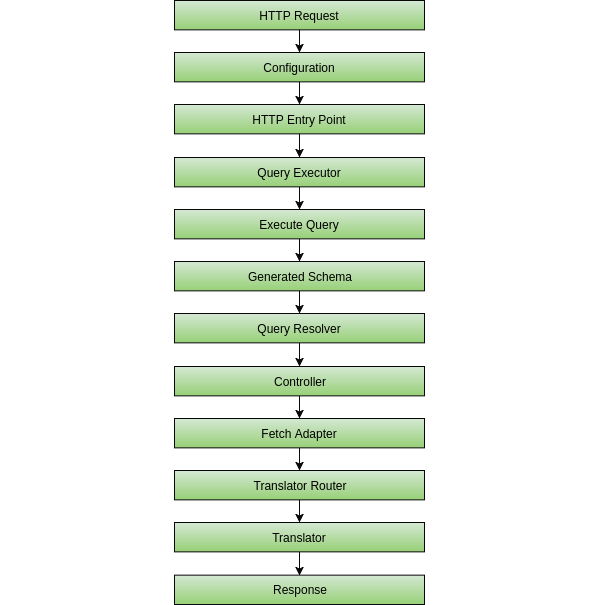 HTTP Request
Configuration
HTTP Entry Point
Query Executor
Execute Query
Generated Schema
Query Resolver
Controller
Fetch Adapter
Translator Router
Translator
Response